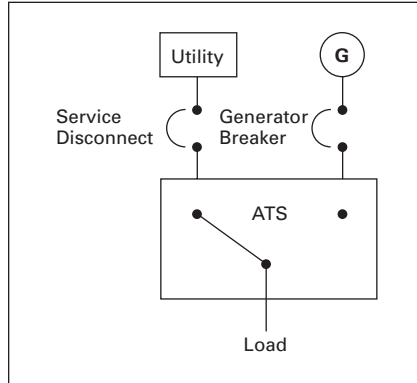 Utility
G
Service
Disconnect
Generator
Breaker
ATS
Load